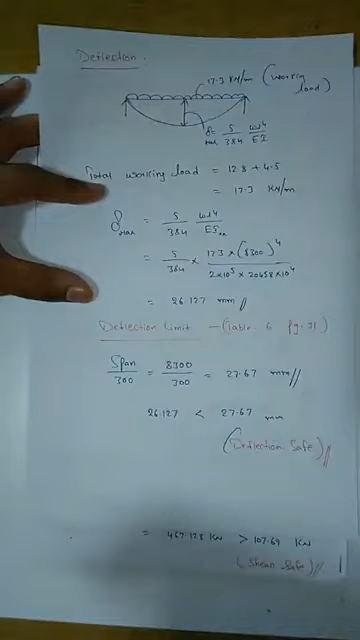 Deflection.
17.3 KN/m (working load)
δ max 5/384 wl⁴/EI
Total working load = 12.8 + 4.5
= 17.3 KN/m
δmax = 5/384 wl⁴/EIxx
= 5/384 × 17.3 × (8300)⁴ / 2×10⁵ × 20458×10⁴
= 26.127 mm //
Deflection Limit – (Table. 6 Pg. 31)
Span/300 = 8300/300 = 27.67 mm //
26.127 < 27.67 mm
(Deflection Safe) //
= 467.128 KN > 107.69 KN
(Shear Safe) //